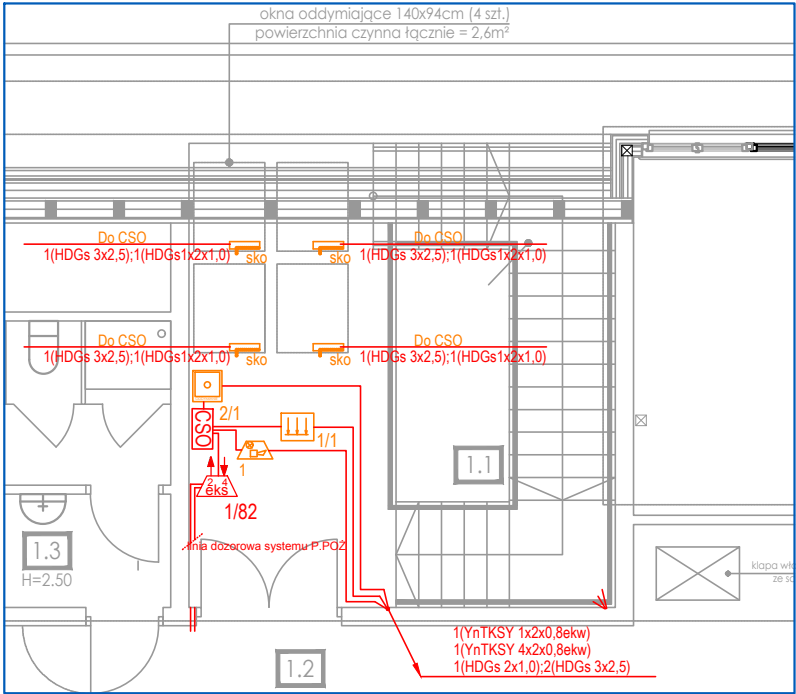 okna oddymiające 140x94cm (4 szt.)
powierzchnia czynna łącznie = 2,6m²
Do CSO
1(HDGs 3x2,5);1(HDGs1x2x1,0)
sko
Do CSO
sko
1(HDGs 3x2,5);1(HDGs1x2x1,0)
Do CSO
1(HDGs 3x2,5);1(HDGs1x2x1,0)
sko
Do CSO
sko
1(HDGs 3x2,5);1(HDGs1x2x1,0)
2/1
CSO
1/1
1
2 4
eks
1/82
linia dozorowa systemu P.POŻ
1.1
1.3
H=2.50
klapa
ze
1(YnTKSY 1x2x0,8ekw)
1(YnTKSY 4x2x0,8ekw)
1(HDGs 2x1,0);2(HDGs 3x2,5)
1.2